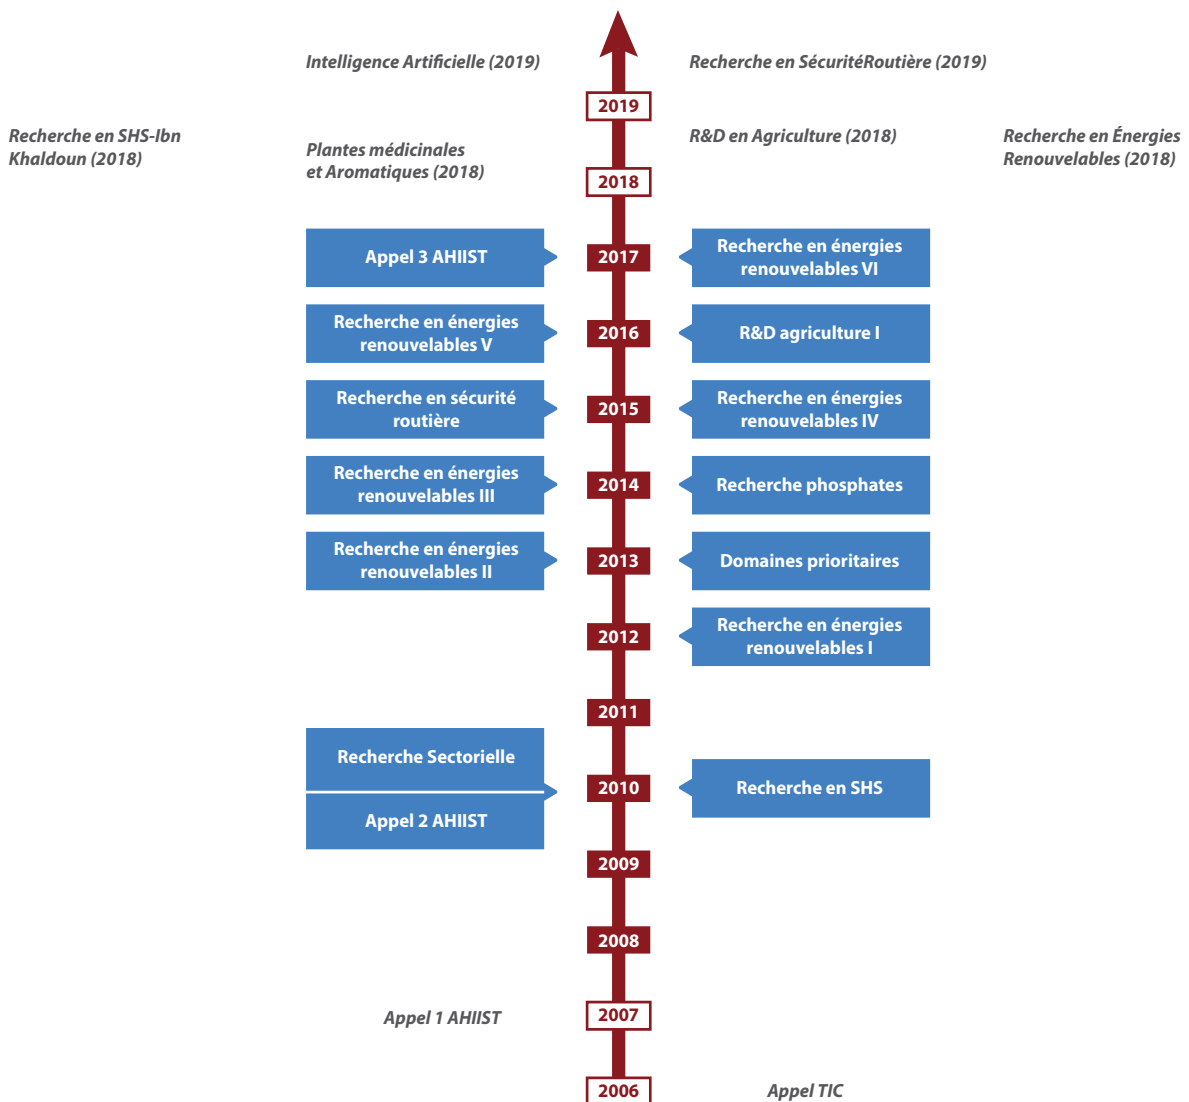 Intelligence Artificielle (2019)
Recherche en SécuritéRoutière (2019)
2019
Recherche en SHS-Ibn
Khaldoun (2018)
Plantes médicinales
et Aromatiques (2018)
R&D en Agriculture (2018)
Recherche en Énergies
Renouvelables (2018)
2018
Appel 3 AHIIST
2017
Recherche en énergies
renouvelables VI
Recherche en énergies
renouvelables V
2016
R&D agriculture I
Recherche en sécurité
routière
2015
Recherche en énergies
renouvelables IV
Recherche en énergies
renouvelables III
2014
Recherche phosphates
Recherche en énergies
renouvelables II
2013
Domaines prioritaires
2012
Recherche en énergies
renouvelables I
2011
Recherche Sectorielle
Appel 2 AHIIST
2010
Recherche en SHS
2009
2008
Appel 1 AHIIST
2007
2006
Appel TIC